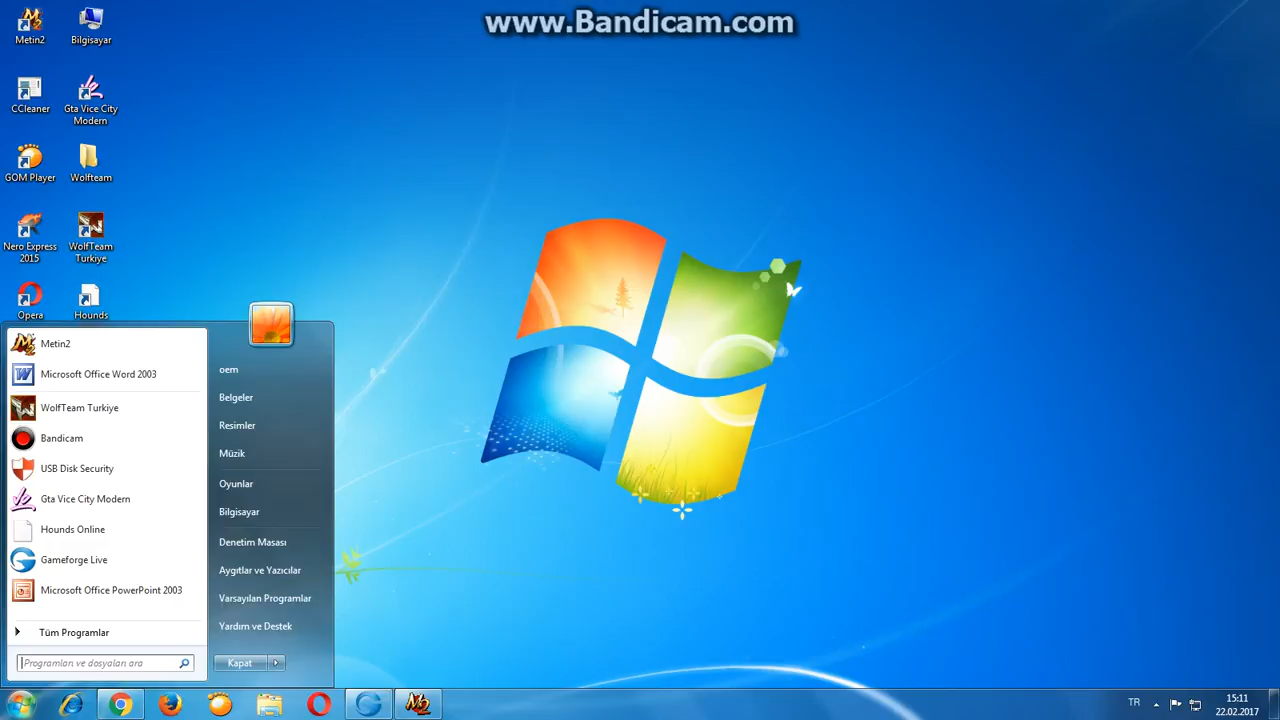 www.Bandicam.com
Metin2
Bilgisayar
CCleaner
Gta Vice City
Modern
GOM Player
Wolfteam
Nero Express
2015
WolfTeam
Turkiye
Opera
Hounds
Metin2
Microsoft Office Word 2003
WolfTeam Turkiye
Bandicam
USB Disk Security
Gta Vice City Modern
Hounds Online
Gameforge Live
Microsoft Office PowerPoint 2003
Tüm Programlar
Programları ve dosyaları ara
oem
Belgeler
Resimler
Müzik
Oyunlar
Bilgisayar
Denetim Masası
Aygıtlar ve Yazıcılar
Varsayılan Programlar
Yardım ve Destek
Kapat
TR
15:11
22.02.2017